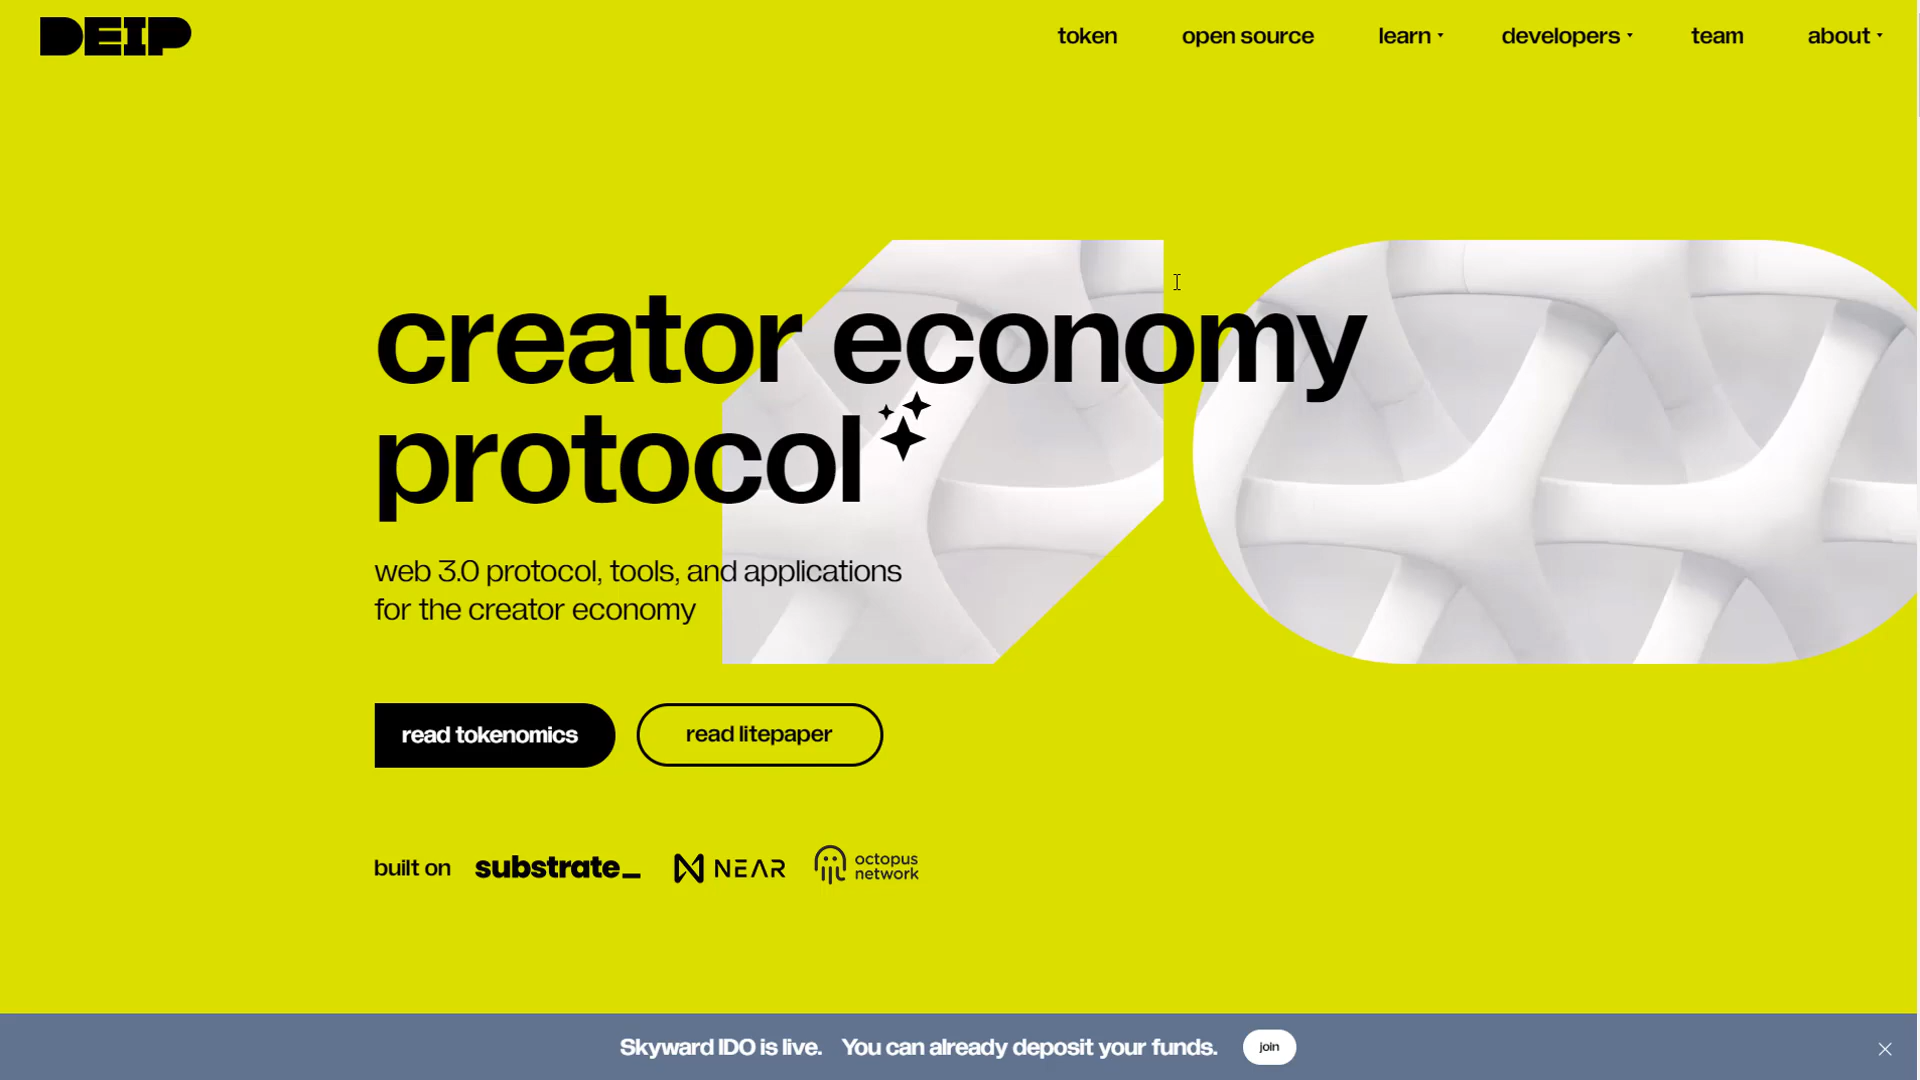 DEIP
token
open source
learn
developers
team
about
creator economy
protocol
web 3.0 protocol, tools, and applications
for the creator economy
read tokenomics
read litepaper
built on
substrate_
NEAR
octopus
network
Skyward IDO is live. You can already deposit your funds.
join